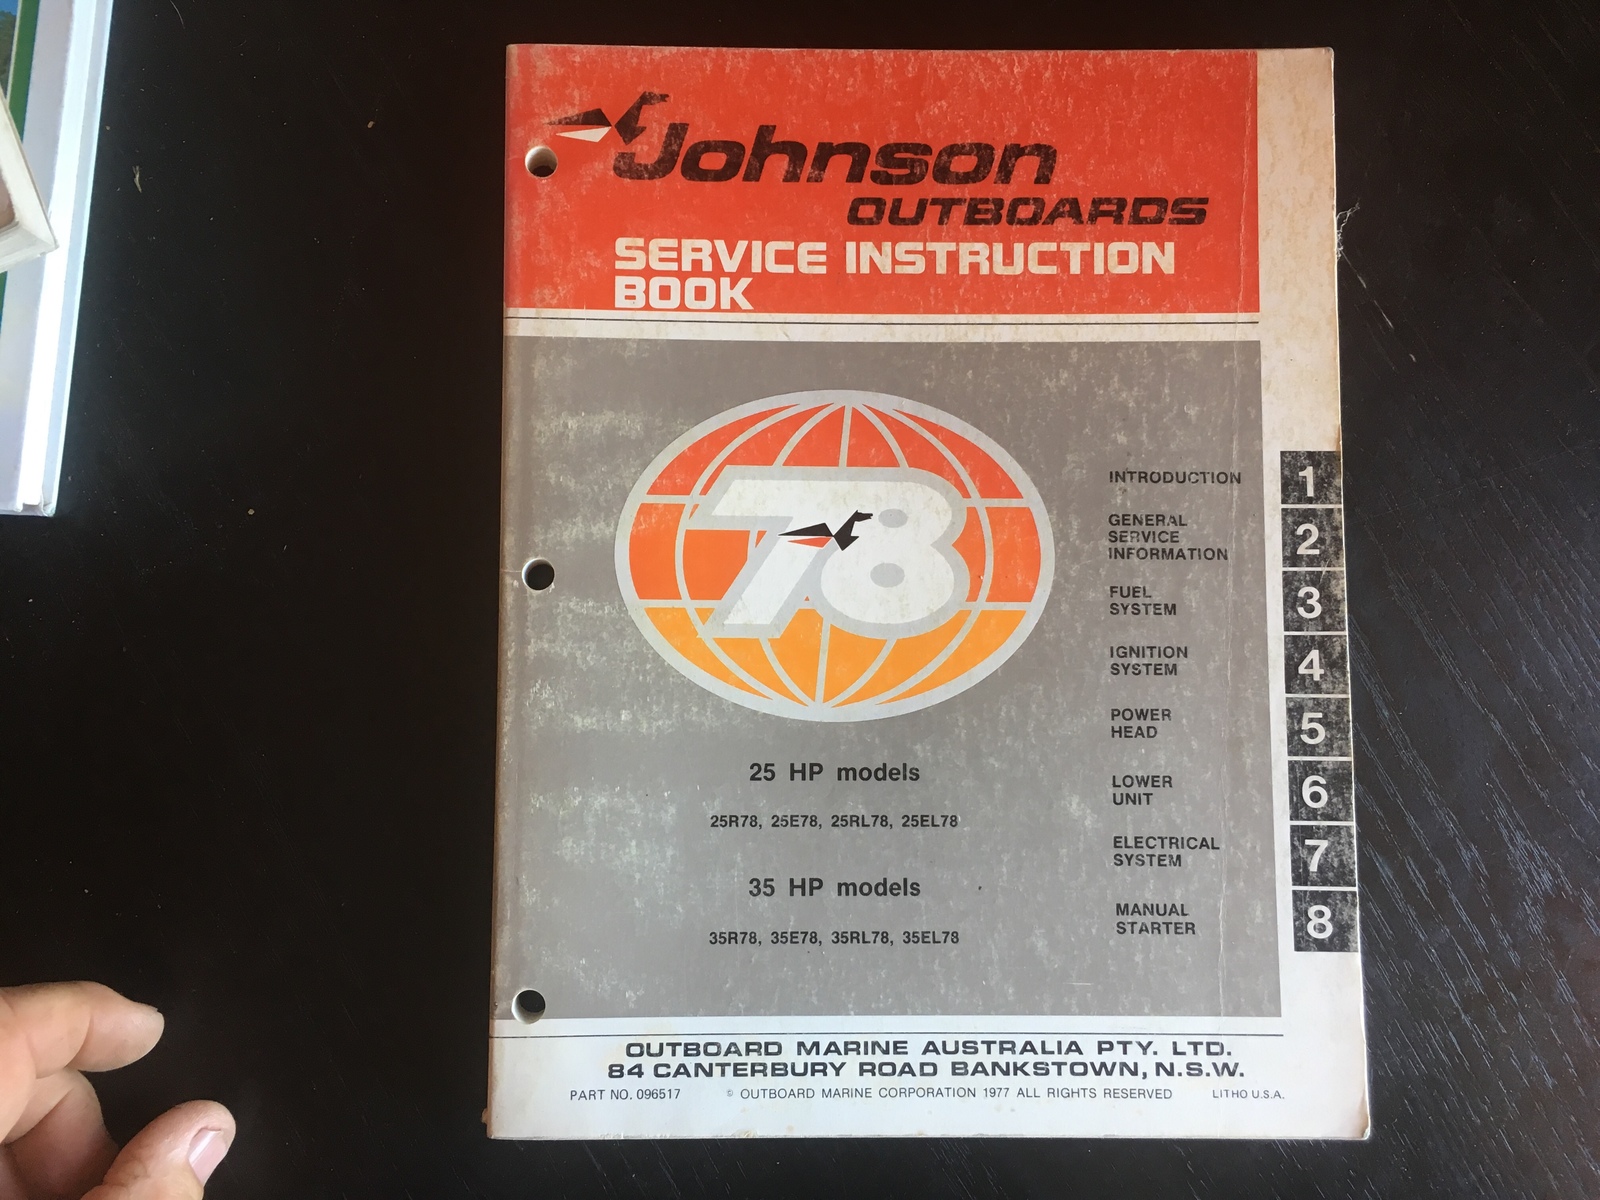 Johnson
OUTBOARDS
SERVICE INSTRUCTION
BOOK
78
INTRODUCTION 1
GENERAL
SERVICE
INFORMATION 2
FUEL
SYSTEM 3
IGNITION
SYSTEM 4
POWER
HEAD 5
LOWER
UNIT 6
ELECTRICAL
SYSTEM 7
MANUAL
STARTER 8
25 HP models
25R78, 25E78, 25RL78, 25EL78
35 HP models
35R78, 35E78, 35RL78, 35EL78
OUTBOARD MARINE AUSTRALIA PTY. LTD.
84 CANTERBURY ROAD BANKSTOWN, N.S.W.
PART NO. 096517 © OUTBOARD MARINE CORPORATION 1977 ALL RIGHTS RESERVED LITHO U.S.A.